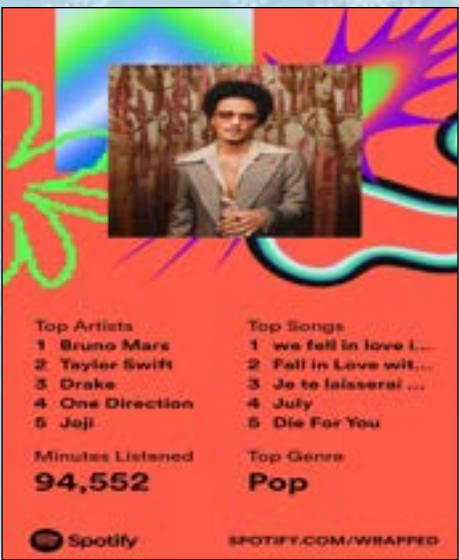 Top Artists
1 Bruno Mars
2 Taylor Swift
3 Drake
4 One Direction
5 Joji
Top Songs
1 we fell in love i...
2 Fall in Love wit...
3 Je te laisserai ...
4 July
5 Die For You
Minutes Listened
94,552
Top Genre
Pop
Spotify
SPOTIFY.COM/WRAPPED